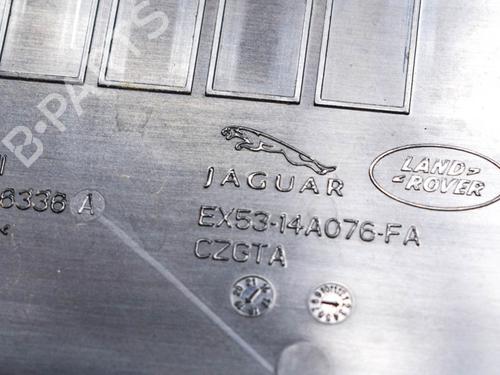 B-PARTS
JAGUAR
LAND
ROVER
6336 A
EX53-14A076-FA
CZGTA